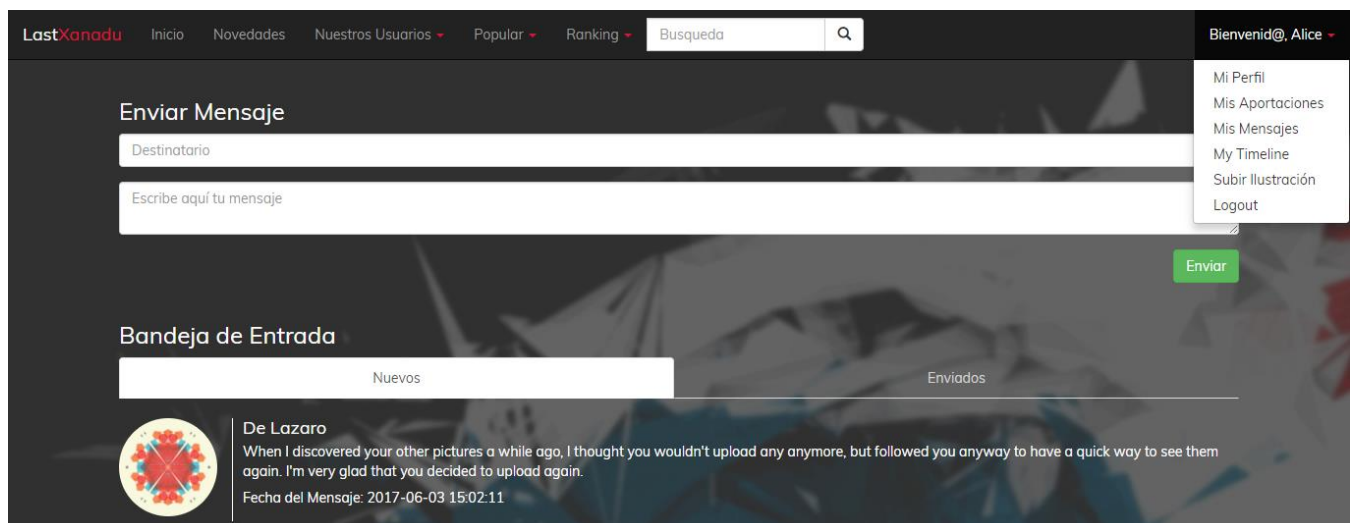 LastXanadu Inicio Novedades Nuestros Usuarios Popular Ranking Busqueda Bienvenid@, Alice
Mi Perfil
Mis Aportaciones
Mis Mensajes
My Timeline
Subir Ilustración
Logout
Enviar Mensaje
Destinatario
Escribe aquí tu mensaje
Enviar
Bandeja de Entrada
Nuevos Enviados
De Lazaro
When I discovered your other pictures a while ago, I thought you wouldn't upload any anymore, but followed you anyway to have a quick way to see them
again. I'm very glad that you decided to upload again.
Fecha del Mensaje: 2017-06-03 15:02:11